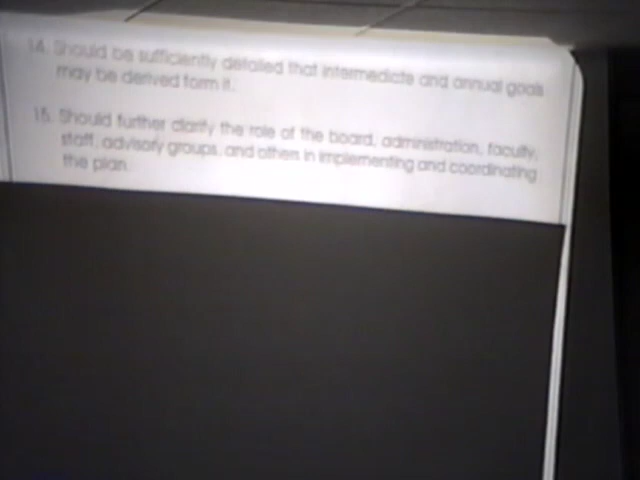 14. Should be sufficiently detailed that intermediate and annual goals
may be derived form it.
15. Should further clarify the role of the board, administration, faculty,
staff, advisory groups, and others in implementing and coordinating
the plan.